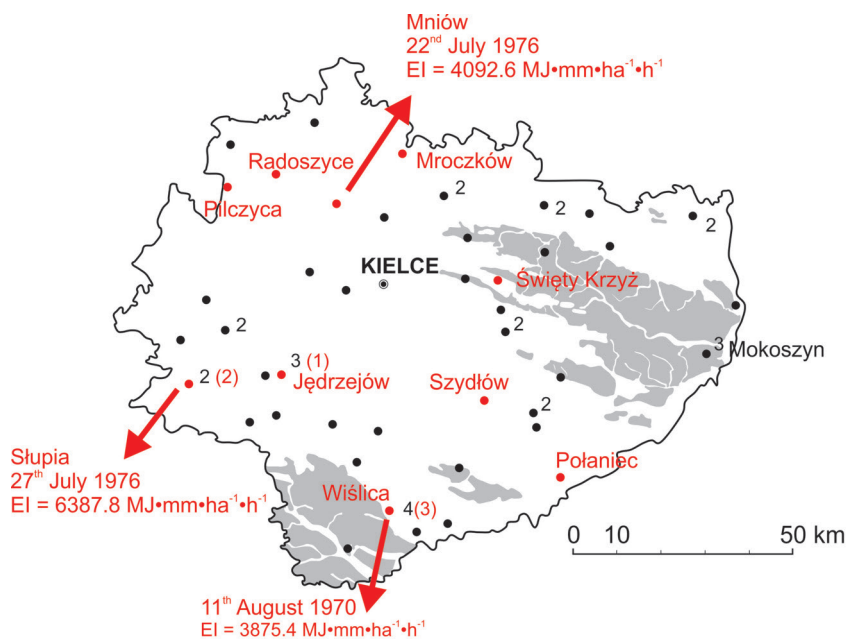 Mniów
22nd July 1976
EI = 4092.6 MJ•mm•ha⁻¹•h⁻¹
Radoszyce
Mroczków
Pilczyca
2
2
2
KIELCE
Święty Krzyż
2
2
3 Mokoszyn
3 (1)
2 (2)
Jędrzejów
Szydłów
2
Słupia
27th July 1976
EI = 6387.8 MJ•mm•ha⁻¹•h⁻¹
Połaniec
Wiślica
4(3)
0 10 50 km
11th August 1970
EI = 3875.4 MJ•mm•ha⁻¹•h⁻¹